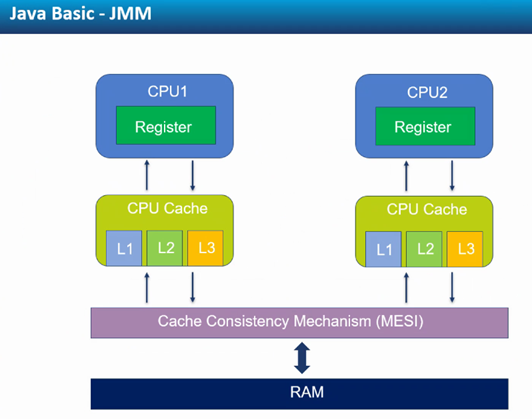 Java Basic - JMM
CPU1
CPU2
Register
Register
CPU Cache
CPU Cache
L1
L2
L3
L1
L2
L3
Cache Consistency Mechanism (MESI)
RAM